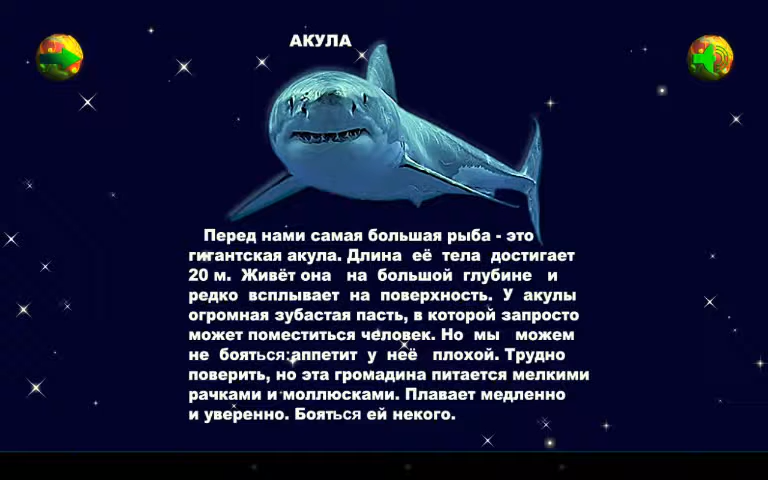 АКУЛА
Перед нами самая большая рыба - это
гигантская акула. Длина её тела достигает
20 м. Живёт она на большой глубине и
редко всплывает на поверхность. У акулы
огромная зубастая пасть, в которой запросто
может поместиться человек. Но мы можем
не бояться:аппетит у неё плохой. Трудно
поверить, но эта громадина питается мелкими
рачками и моллюсками. Плавает медленно
и уверенно. Бояться ей некого.